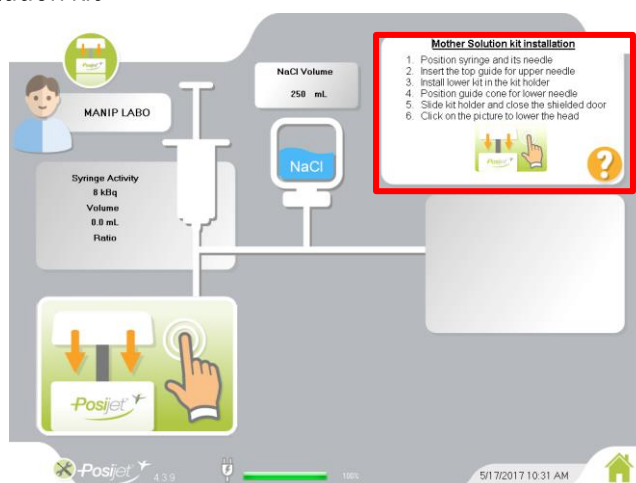 Mother Solution kit installation
1. Position syringe and its needle
2. Insert the top guide for upper needle
3. Install lower kit in the kit holder
4. Position guide cone for lower needle
5. Slide kit holder and close the shielded door
6. Click on the picture to lower the head
Posijet
?
Posijet
MANIP LABO
NaCl Volume
250 mL
NaCl
Syringe Activity
0 kBq
Volume
0.0 mL
Ratio
Posijet
Posijet 4.3.9
100%
5/17/2017 10:31 AM